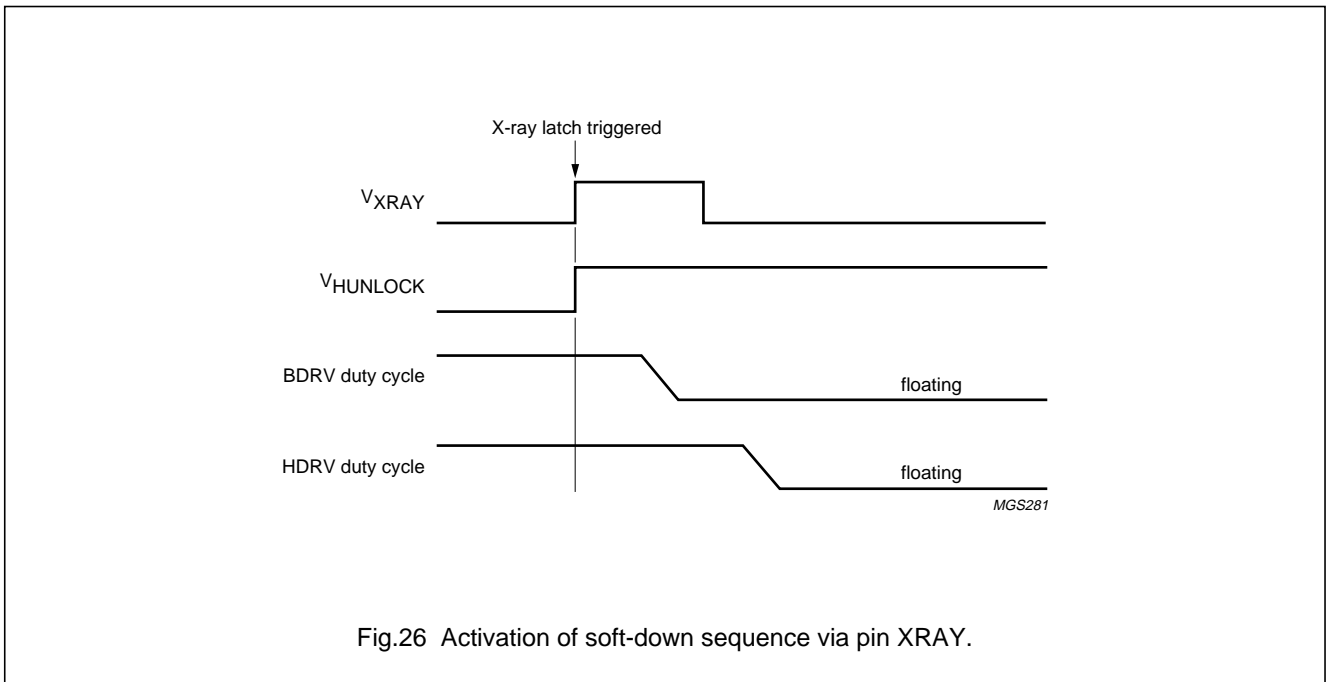 X-ray latch triggered
VXRAY
VHUNLOCK
BDRV duty cycle
floating
HDRV duty cycle
floating
MGS281
Fig.26 Activation of soft-down sequence via pin XRAY.